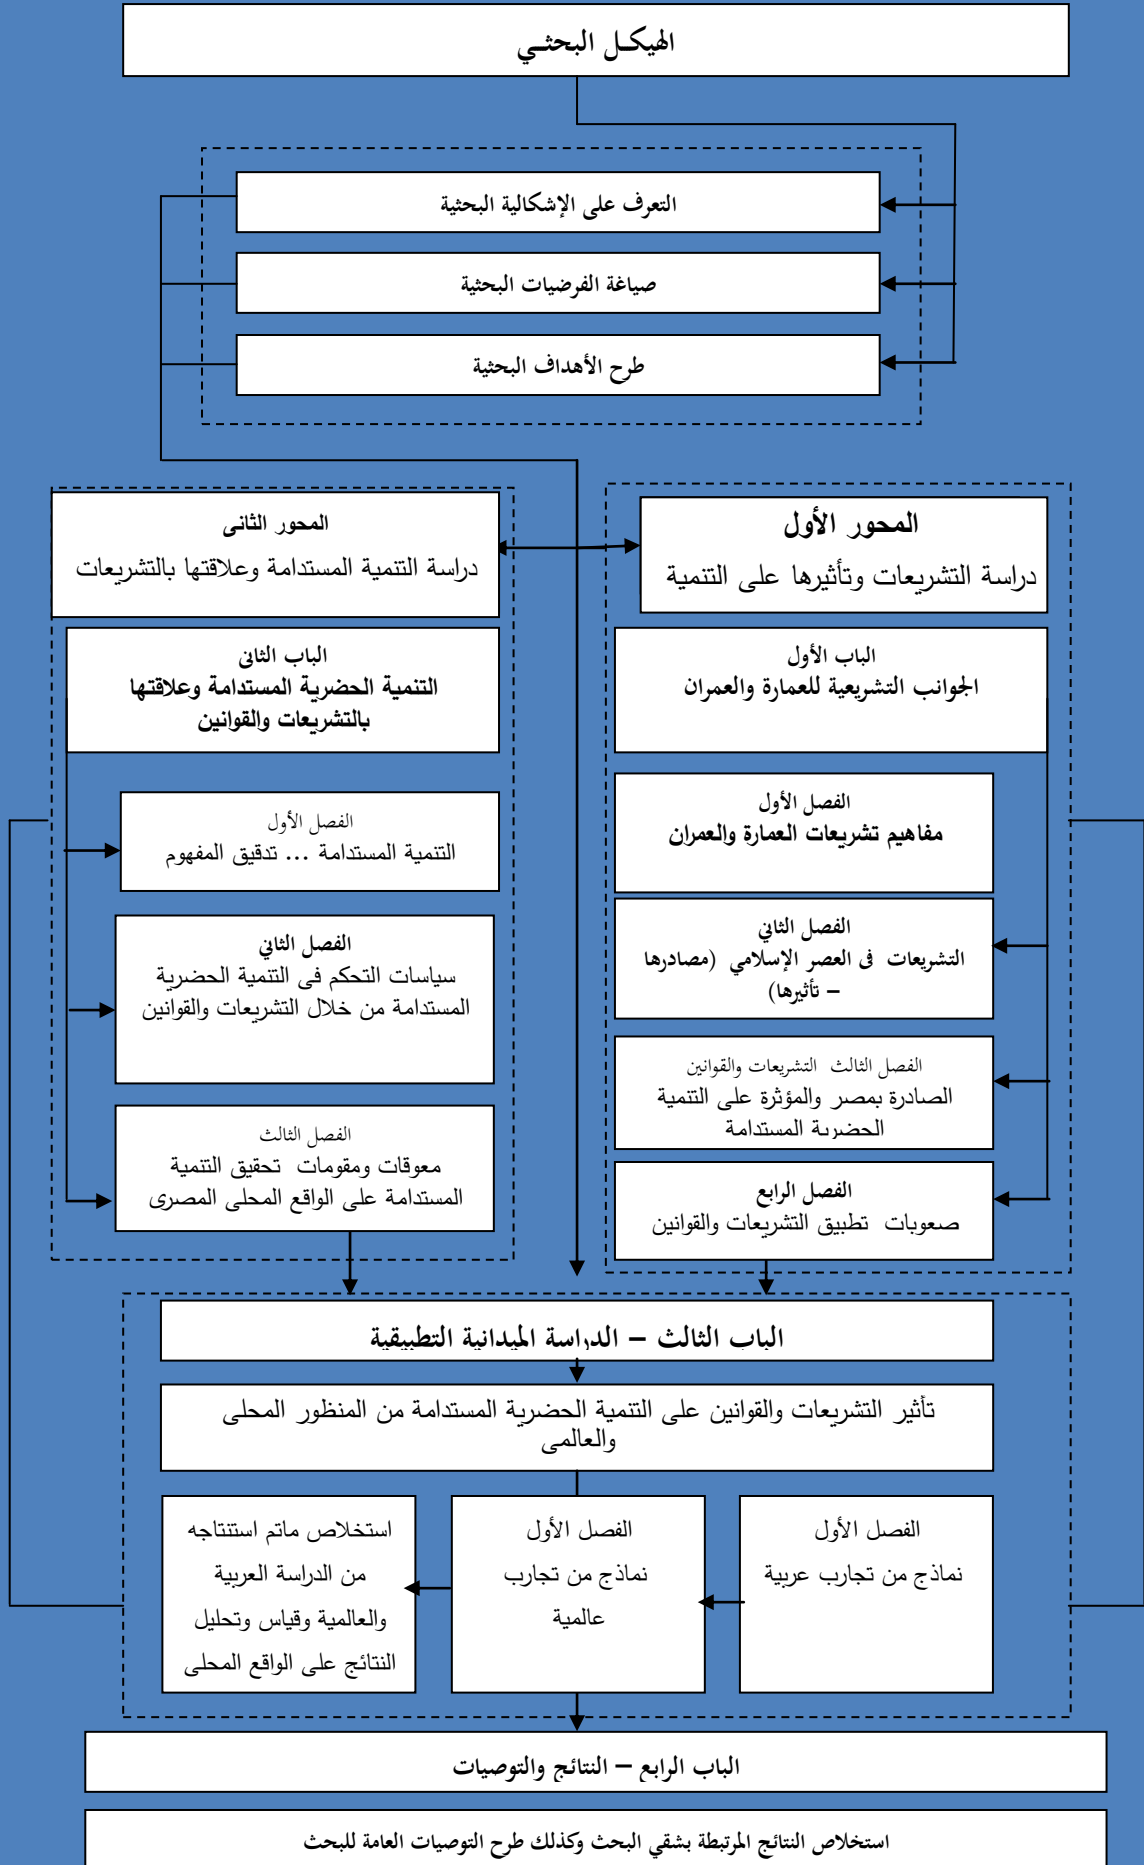 الهيكـل البحثـي
التعرف على الإشكالية البحثية
صياغة الفرضيات البحثية
طرح الأهداف البحثية
المحور الأول
دراسة التشريعات وتأثيرها على التنمية
الباب الأول
الجوانب التشريعية للعمارة والعمران
الفصل الأول
مفاهيم تشريعات العمارة والعمران
الفصل الثاني
التشريعات فى العصر الإسلامي (مصادرها
– تأثيرها)
الفصل الثالث التشريعات والقوانين
الصادرة بمصر والمؤثرة على التنمية
الحضرية المستدامة
الفصل الرابع
صعوبات تطبيق التشريعات والقوانين
المحور الثانى
دراسة التنمية المستدامة وعلاقتها بالتشريعات
الباب الثانى
التنمية الحضرية المستدامة وعلاقتها
بالتشريعات والقوانين
الفصل الأول
التنمية المستدامة ... تدقيق المفهوم
الفصل الثاني
سياسات التحكم فى التنمية الحضرية
المستدامة من خلال التشريعات والقوانين
الفصل الثالث
معوقات ومقومات تحقيق التنمية
المستدامة على الواقع المحلى المصرى
الباب الثالث – الدراسة الميدانية التطبيقية
تأثير التشريعات والقوانين على التنمية الحضرية المستدامة من المنظور المحلى
والعالمى
الفصل الأول
نماذج من تجارب عربية
الفصل الأول
نماذج من تجارب
عالمية
استخلاص ماتم استنتاجه
من الدراسة العربية
والعالمية وقياس وتحليل
النتائج على الواقع المحلى
الباب الرابع – النتائج والتوصيات
استخلاص النتائج المرتبطة بشقي البحث وكذلك طرح التوصيات العامة للبحث